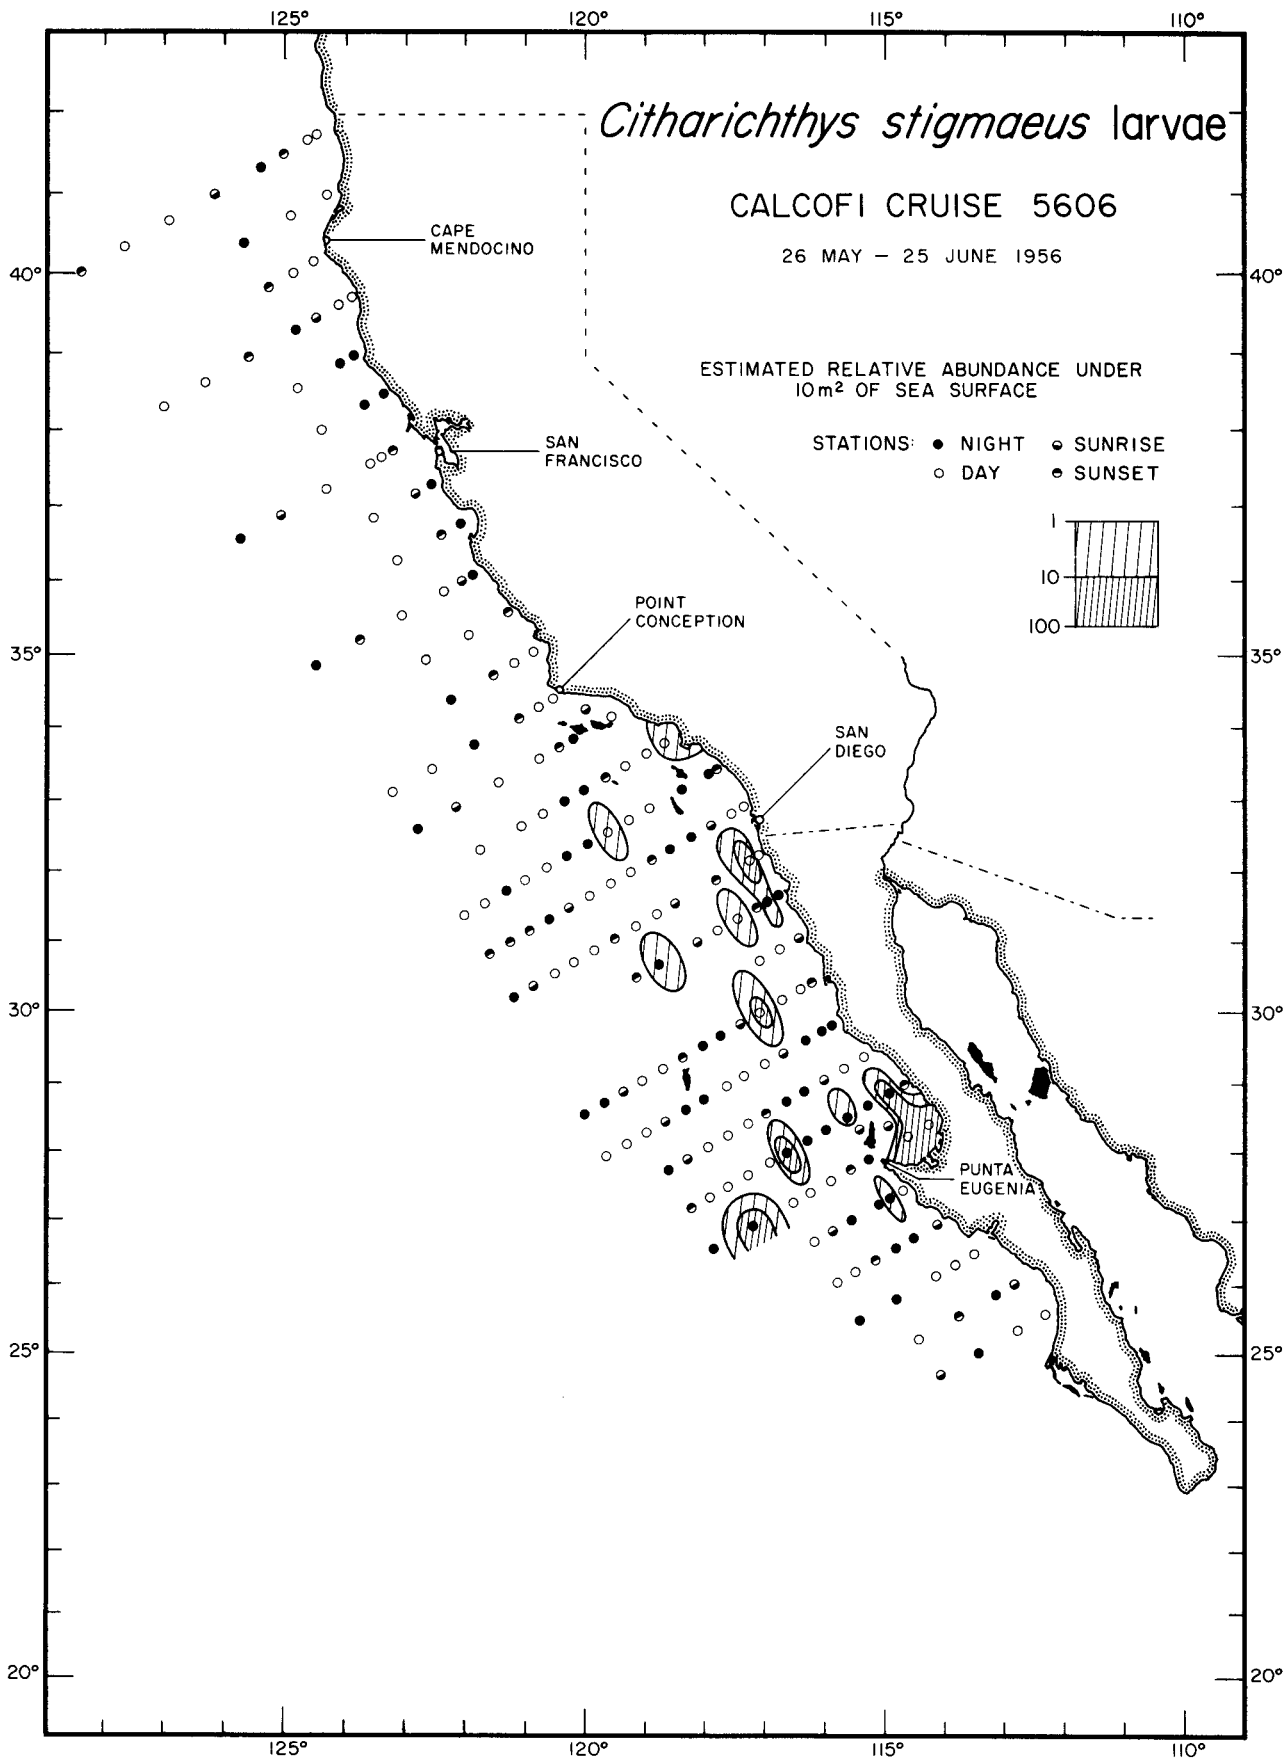 125° 120° 115° 110°
Citharichthys stigmaeus larvae
CALCOFI CRUISE 5606
26 MAY – 25 JUNE 1956
CAPE
MENDOCINO
40° 40°
ESTIMATED RELATIVE ABUNDANCE UNDER
10m² OF SEA SURFACE
STATIONS: NIGHT SUNRISE
DAY SUNSET
SAN
FRANCISCO
1
10
100
POINT
CONCEPTION
35° 35°
SAN
DIEGO
30° 30°
PUNTA
EUGENIA
25° 25°
20° 20°
125° 120° 115° 110°